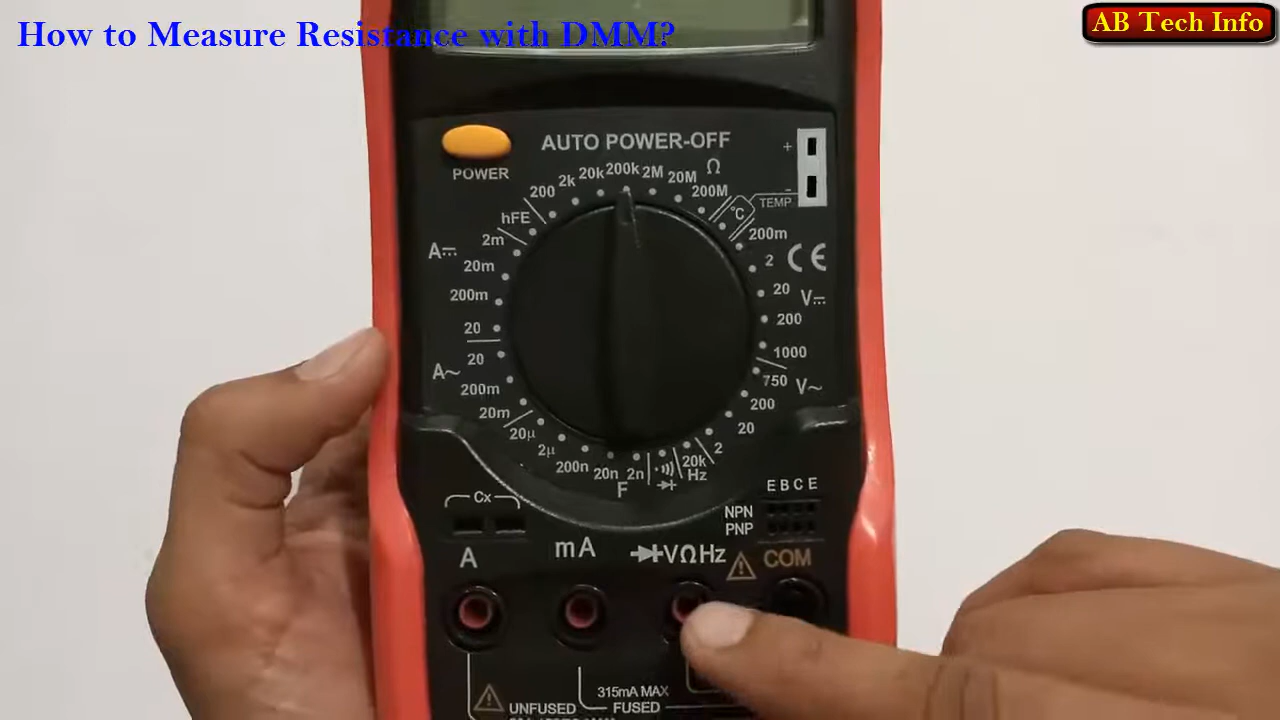 How to Measure Resistance with DMM?
AB Tech Info
AUTO POWER-OFF
POWER
+
-
TEMP
200 2k 20k 200k 2M 20M 200M Ω
°C
hFE
A⎓
2m
20m
200m
20
A~
20
200m
20m
200m
2
20
200
1000
V⎓
CE
750
200
20
2
V~
20µ
2µ
200n
20n
2n
F
20k
Hz
Cx
E B C E
NPN
PNP
A
mA
VΩHz
COM
315mA MAX
FUSED
UNFUSED